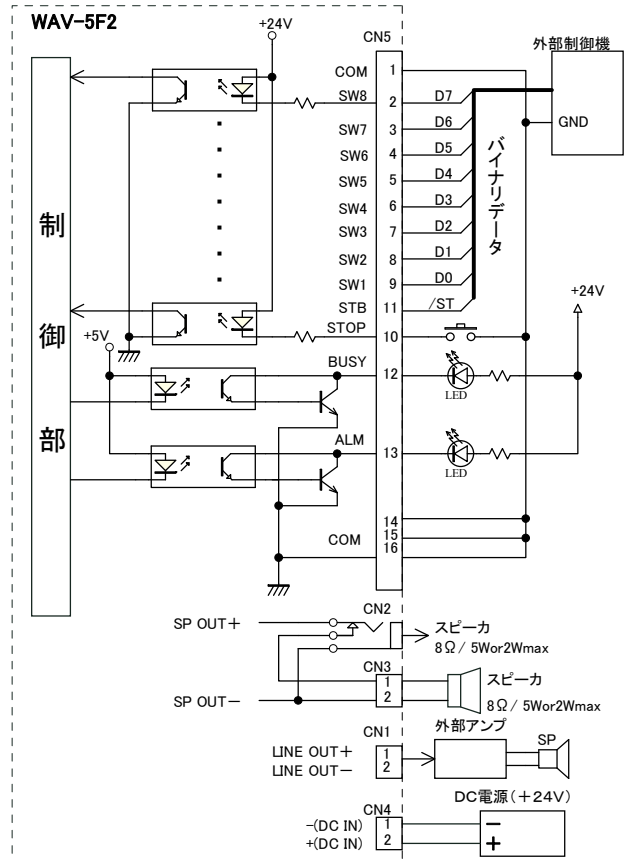 WAV-5F2
+24V
CN5
外部制御機
COM 1
SW8 2 D7
GND
SW7 3 D6
SW6 4 D5
SW5 5 D4
SW4 6 D3
SW3 7 D2
SW2 8 D1
SW1 9 D0
STB 11 /ST
バイナリデータ
+24V
STOP 10
制御部
+5V
BUSY 12
LED
ALM 13
LED
14
COM 15
16
CN2
SP OUT+
スピーカ
8Ω/ 5Wor2Wmax
CN3
1
2
スピーカ
SP OUT-
8Ω/ 5Wor2Wmax
CN1
外部アンプ
LINE OUT+ 1
LINE OUT- 2
SP
DC電源(+24V)
CN4
-(DC IN) 1 -
+(DC IN) 2 +